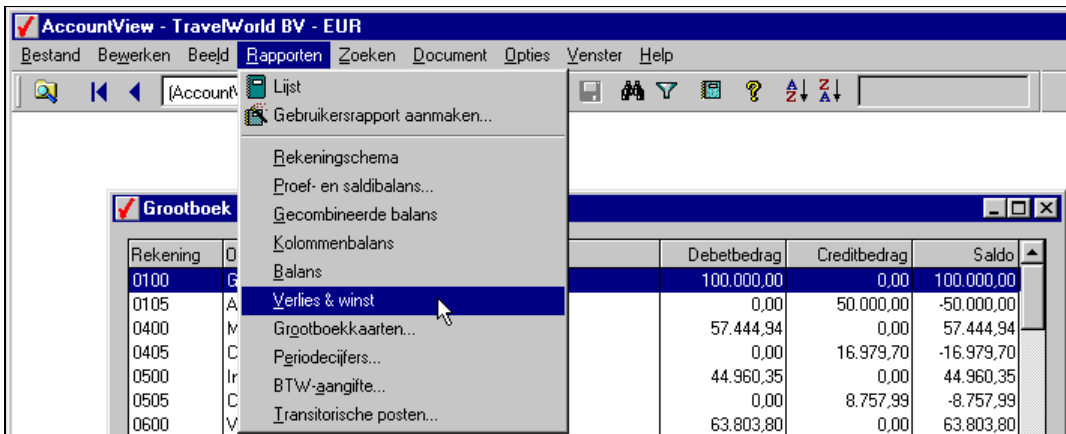 AccountView - TravelWorld BV - EUR
Bestand Bewerken Beeld Rapporten Zoeken Document Opties Venster Help
(Account
Lijst
Gebruikersrapport aanmaken...
Rekeningschema
Proef- en saldibalans...
Gecombineerde balans
Kolommenbalans
Balans
Verlies & winst
Grootboekkaarten...
Periodecijfers...
BTW-aangifte...
Transitorische posten...
Grootboek
Rekening O Debetbedrag Creditbedrag Saldo
0100 G 100.000,00 0,00 100.000,00
0105 A 0,00 50.000,00 -50.000,00
0400 M 57.444,94 0,00 57.444,94
0405 C 0,00 16.979,70 -16.979,70
0500 In 44.960,35 0,00 44.960,35
0505 C 0,00 8.757,99 -8.757,99
0600 V 63.803,80 0,00 63.803,80